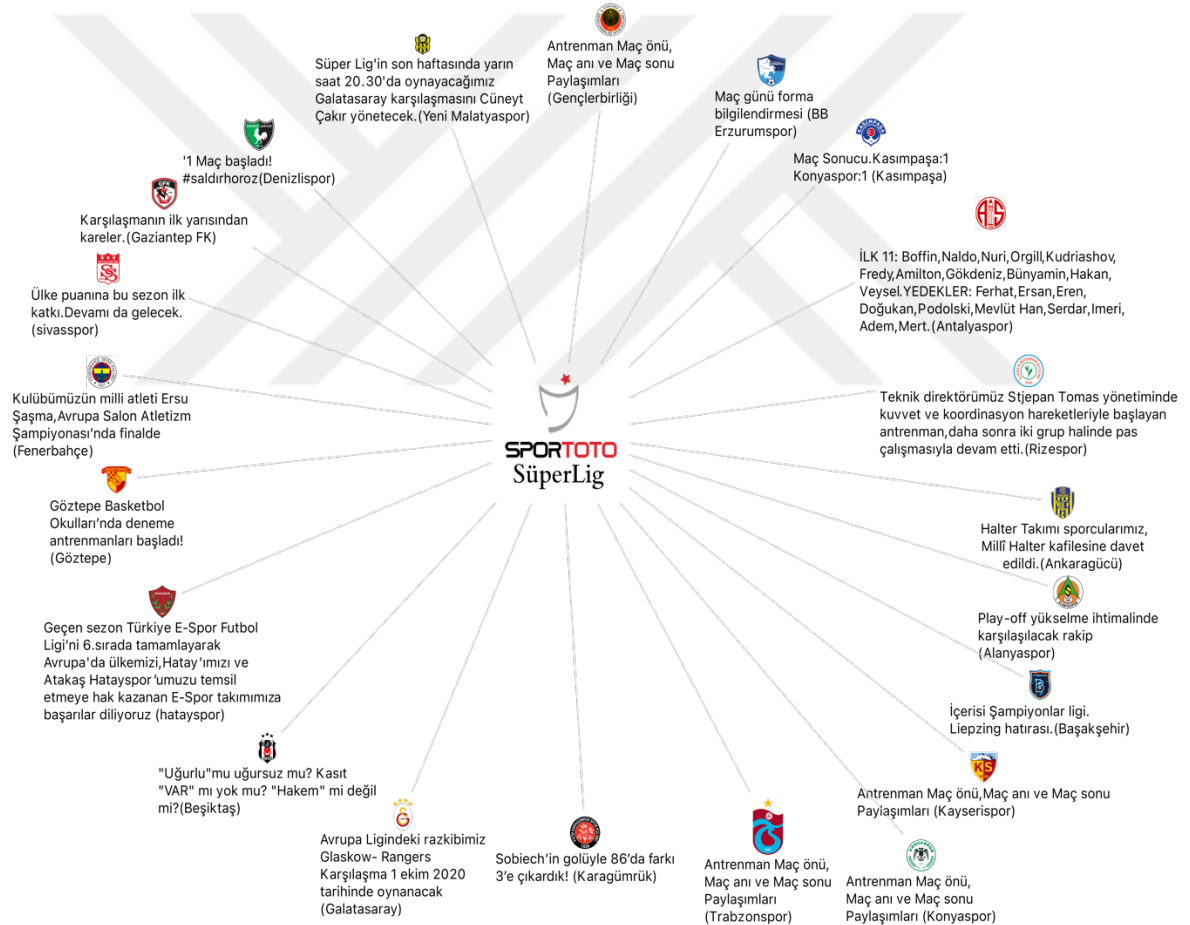 Antrenman Maç önü,
Maç anı ve Maç sonu
Paylaşımları
(Gençlerbirliği)
Süper Lig'in son haftasında yarın
saat 20.30'da oynayacağımız
Galatasaray karşılaşmasını Cüneyt
Çakır yönetecek.(Yeni Malatyaspor)
Maç günü forma
bilgilendirmesi (BB
Erzurumspor)
'1 Maç başladı!
#saldırhoroz(Denizlispor)
Maç Sonucu.Kasımpaşa:1
Konyaspor:1 (Kasımpaşa)
Karşılaşmanın ilk yarısından
kareler.(Gaziantep FK)
İLK 11: Boffin,Naldo,Nuri,Orgill,Kudriashov,
Fredy,Amilton,Gökdeniz,Bünyamin,Hakan,
Veysel.YEDEKLER: Ferhat,Ersan,Eren,
Doğukan,Podolski,Mevlüt Han,Serdar,Imeri,
Adem,Mert.(Antalyaspor)
Ülke puanına bu sezon ilk
katkı.Devamı da gelecek.
(sivasspor)
Kulübümüzün milli atleti Ersu
Şaşma,Avrupa Salon Atletizm
Şampiyonası'nda finalde
(Fenerbahçe)
Teknik direktörümüz Stjepan Tomas yönetiminde
kuvvet ve koordinasyon hareketleriyle başlayan
antrenman,daha sonra iki grup halinde pas
çalışmasıyla devam etti.(Rizespor)
SPORTOTO
SüperLig
Göztepe Basketbol
Okulları'nda deneme
antrenmanları başladı!
(Göztepe)
Halter Takımı sporcularımız,
Millî Halter kafilesine davet
edildi.(Ankaragücü)
Geçen sezon Türkiye E-Spor Futbol
Ligi'ni 6.sırada tamamlayarak
Avrupa'da ülkemizi,Hatay'ımızı ve
Atakaş Hatayspor'umuzu temsil
etmeye hak kazanan E-Spor takımımıza
başarılar diliyoruz (hatayspor)
Play-off yükselme ihtimalinde
karşılaşılacak rakip
(Alanyaspor)
İçerisi Şampiyonlar ligi.
Liepzing hatırası.(Başakşehir)
"Uğurlu"mu uğursuz mu? Kasıt
"VAR" mı yok mu? "Hakem" mi değil
mi?(Beşiktaş)
Antrenman Maç önü,Maç anı ve Maç sonu
Paylaşımları (Kayserispor)
Avrupa Ligindeki razkibimiz
Glaskow- Rangers
Karşılaşma 1 ekim 2020
tarihinde oynanacak
(Galatasaray)
Sobiech'in golüyle 86'da farkı
3'e çıkardık! (Karagümrük)
Antrenman Maç önü,
Maç anı ve Maç sonu
Paylaşımları
(Trabzonspor)
Antrenman Maç önü,
Maç anı ve Maç sonu
Paylaşımları (Konyaspor)